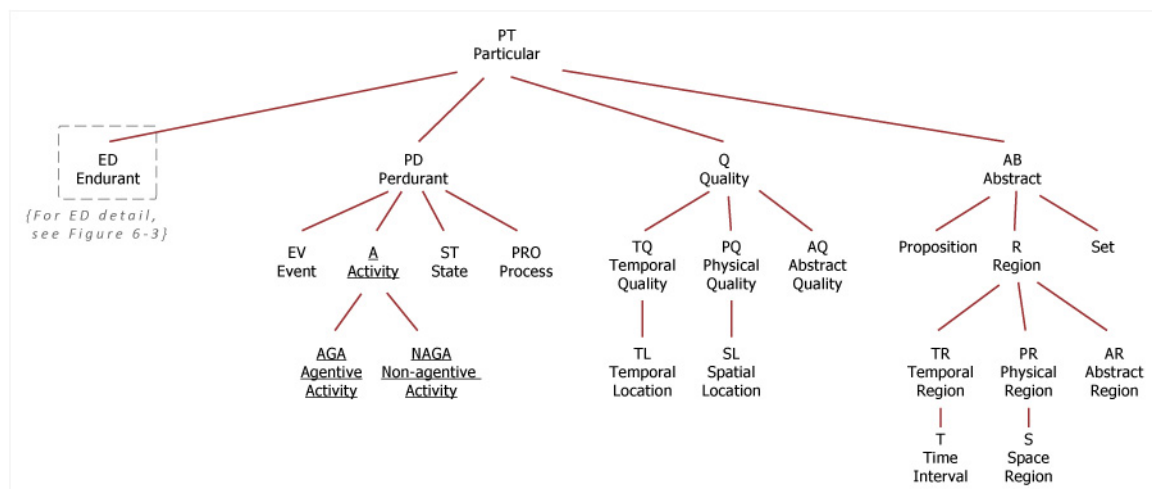 PT
Particular
ED
Endurant
{For ED detail,
see Figure 6-3}
PD
Perdurant
Q
Quality
AB
Abstract
EV
Event
A
Activity
ST
State
PRO
Process
TQ
Temporal
Quality
PQ
Physical
Quality
AQ
Abstract
Quality
Proposition
R
Region
Set
AGA
Agentive
Activity
NAGA
Non-agentive
Activity
TL
Temporal
Location
SL
Spatial
Location
TR
Temporal
Region
PR
Physical
Region
AR
Abstract
Region
T
Time
Interval
S
Space
Region